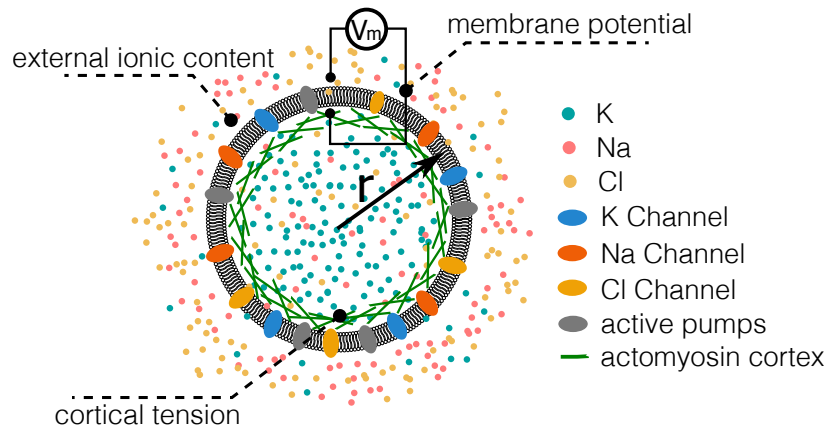 Vm
membrane potential
external ionic content
r
K
Na
Cl
K Channel
Na Channel
Cl Channel
active pumps
actomyosin cortex
cortical tension